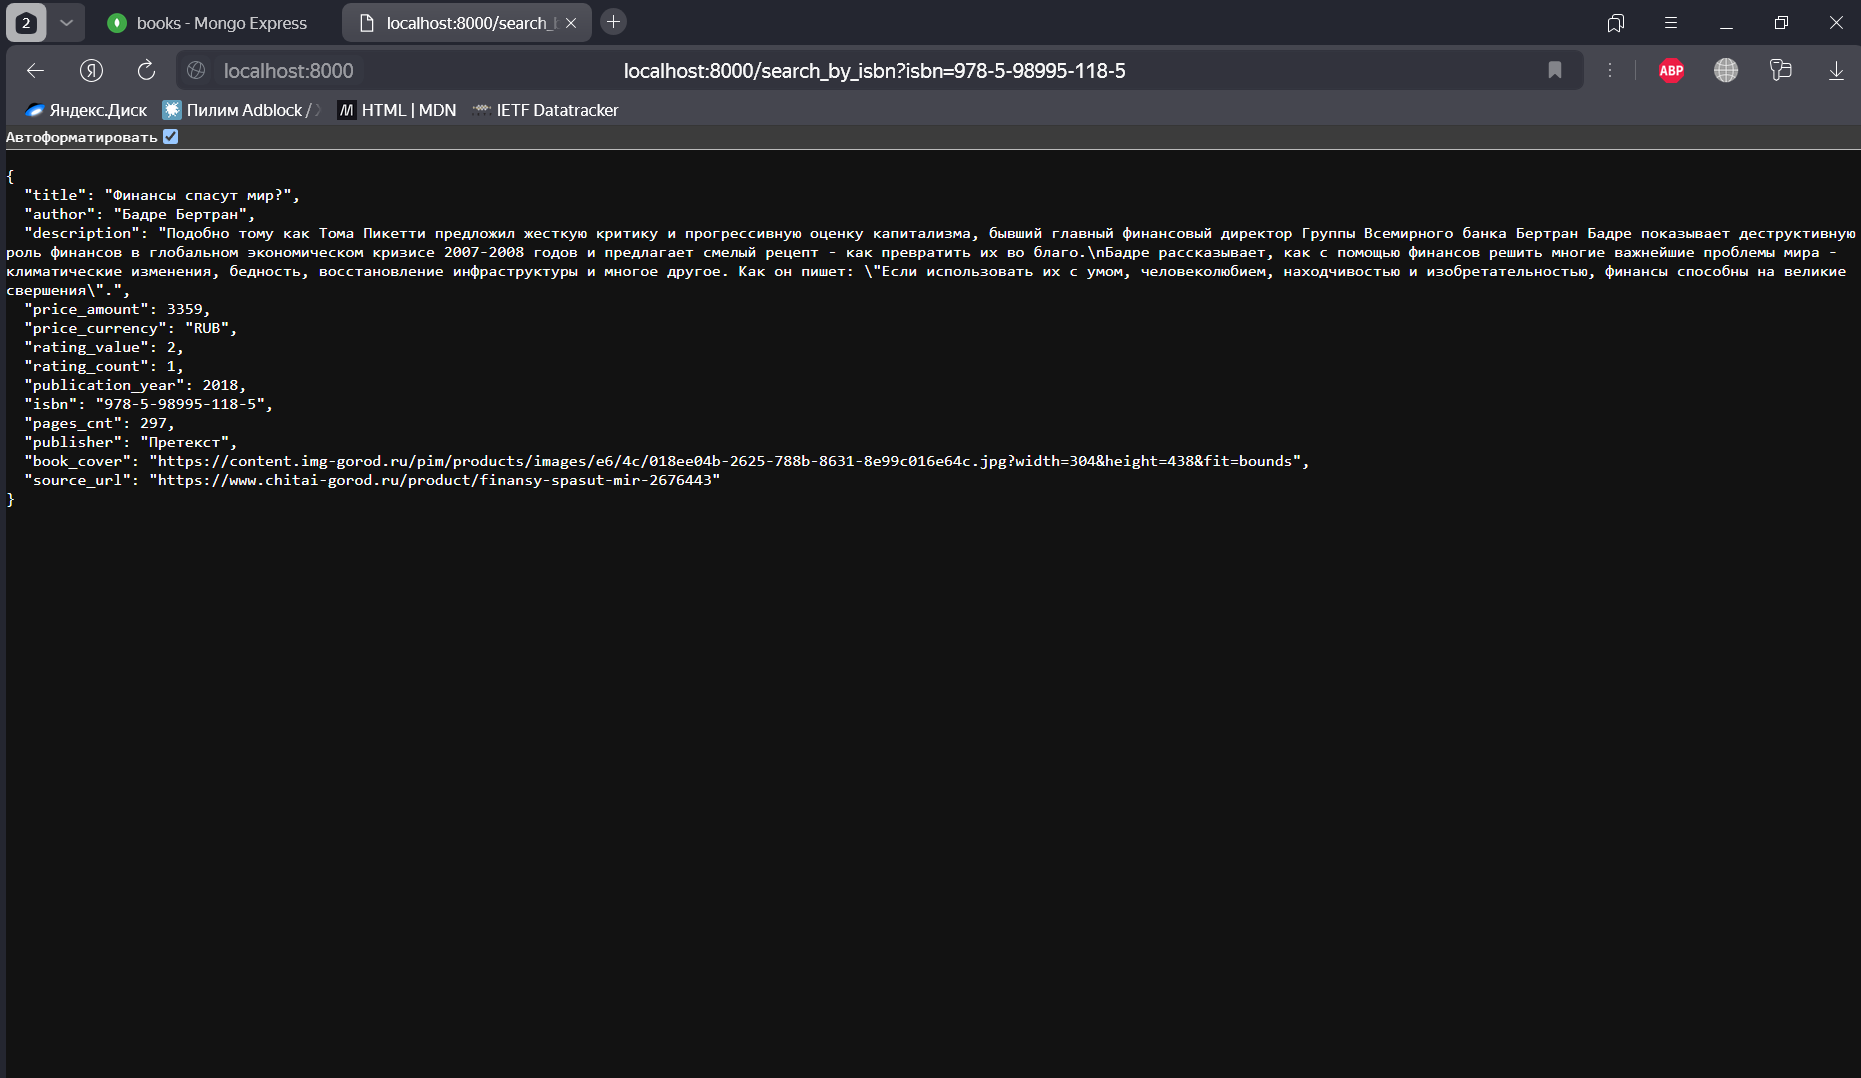 2
books - Mongo Express
localhost:8000/search_b
Я
localhost:8000
localhost:8000/search_by_isbn?isbn=978-5-98995-118-5
ABP
Яндекс.Диск
Пилим Adblock /
HTML | MDN
IETF Datatracker
Автоформатировать
{
"title": "Финансы спасут мир?",
"author": "Бадре Бертран",
"description": "Подобно тому как Тома Пикетти предложил жесткую критику и прогрессивную оценку капитализма, бывший главный финансовый директор Группы Всемирного банка Бертран Бадре показывает деструктивную
роль финансов в глобальном экономическом кризисе 2007-2008 годов и предлагает смелый рецепт - как превратить их во благо.\nБадре рассказывает, как с помощью финансов решить многие важнейшие проблемы мира -
климатические изменения, бедность, восстановление инфраструктуры и многое другое. Как он пишет: \"Если использовать их с умом, человеколюбием, находчивостью и изобретательностью, финансы способны на великие
свершения\".",
"price_amount": 3359,
"price_currency": "RUB",
"rating_value": 2,
"rating_count": 1,
"publication_year": 2018,
"isbn": "978-5-98995-118-5",
"pages_cnt": 297,
"publisher": "Претекст",
"book_cover": "https://content.img-gorod.ru/pim/products/images/e6/4c/018ee04b-2625-788b-8631-8e99c016e64c.jpg?width=304&height=438&fit=bounds",
"source_url": "https://www.chitai-gorod.ru/product/finansy-spasut-mir-2676443"
}